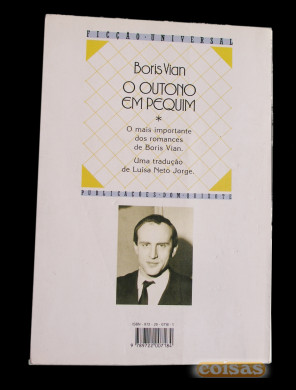 FICÇÃO·UNIVERSAL
Boris Vian
O OUTONO
EM PEQUIM
*
O mais importante
dos romances
de Boris Vian.
Uma tradução
de Luísa Neto Jorge.
PUBLICAÇÕES·DOM·QUIXOTE
coisas